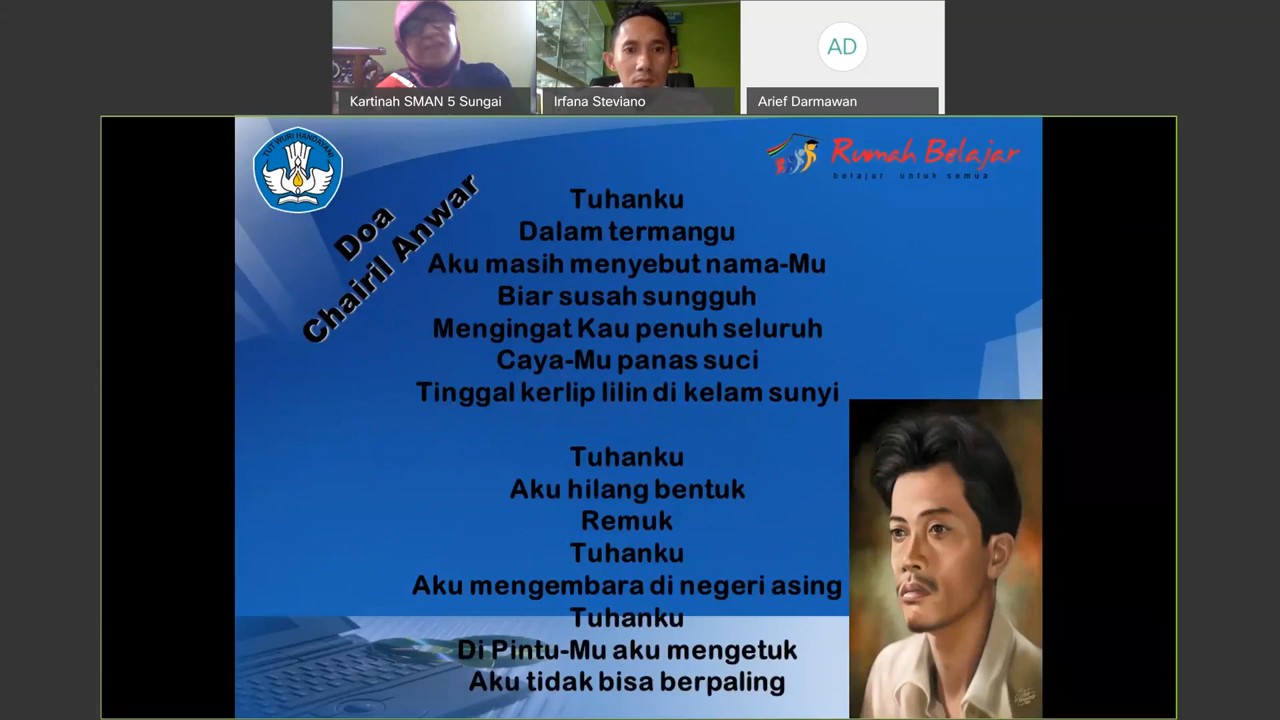 Kartinah SMAN 5 Sungai
Irfana Steviano
AD
Arief Darmawan
TUT WURI HANDAYANI
Rumah Belajar
belajar untuk semua
Doa
Chairil Anwar
Tuhanku
Dalam termangu
Aku masih menyebut nama-Mu
Biar susah sungguh
Mengingat Kau penuh seluruh
Caya-Mu panas suci
Tinggal kerlip lilin di kelam sunyi
Tuhanku
Aku hilang bentuk
Remuk
Tuhanku
Aku mengembara di negeri asing
Tuhanku
Di Pintu-Mu aku mengetuk
Aku tidak bisa berpaling